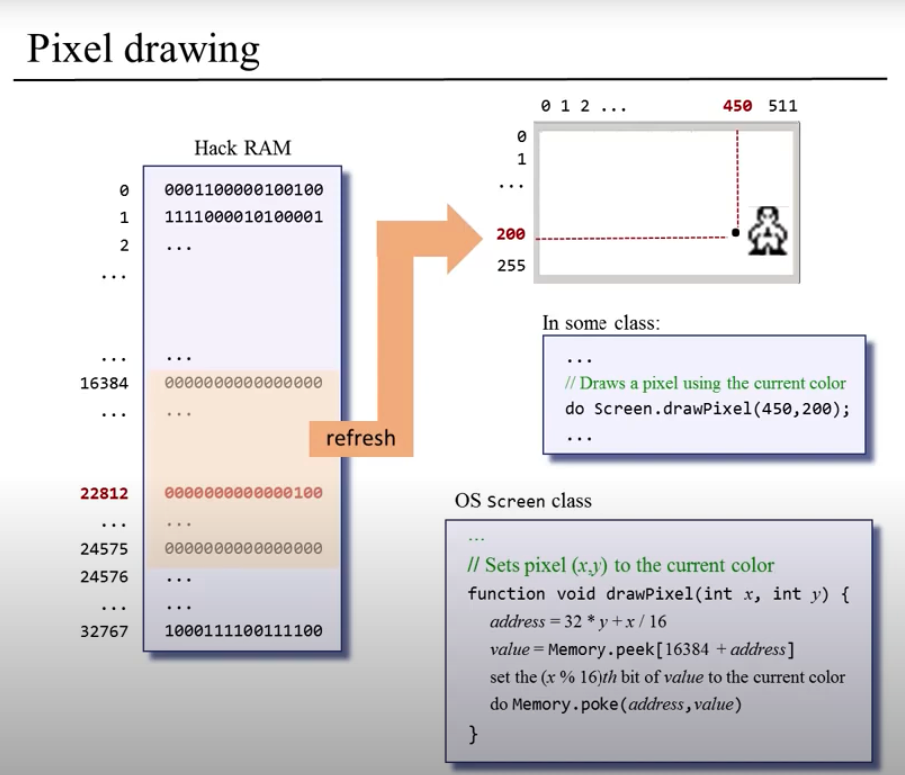 Pixel drawing
Hack RAM
0 0001100000100100
1 1111000010100001
2 ...
...
... ...
16384 0000000000000000
... ...
22812 0000000000000100
... ...
24575 0000000000000000
24576 ...
... ...
32767 1000111100111100
refresh
0 1 2 ... 450 511
0
1
...
200
255
In some class:
...
// Draws a pixel using the current color
do Screen.drawPixel(450,200);
...
OS Screen class
...
// Sets pixel (x,y) to the current color
function void drawPixel(int x, int y) {
address = 32 * y + x / 16
value = Memory.peek[16384 + address]
set the (x % 16)th bit of value to the current color
do Memory.poke(address,value)
}